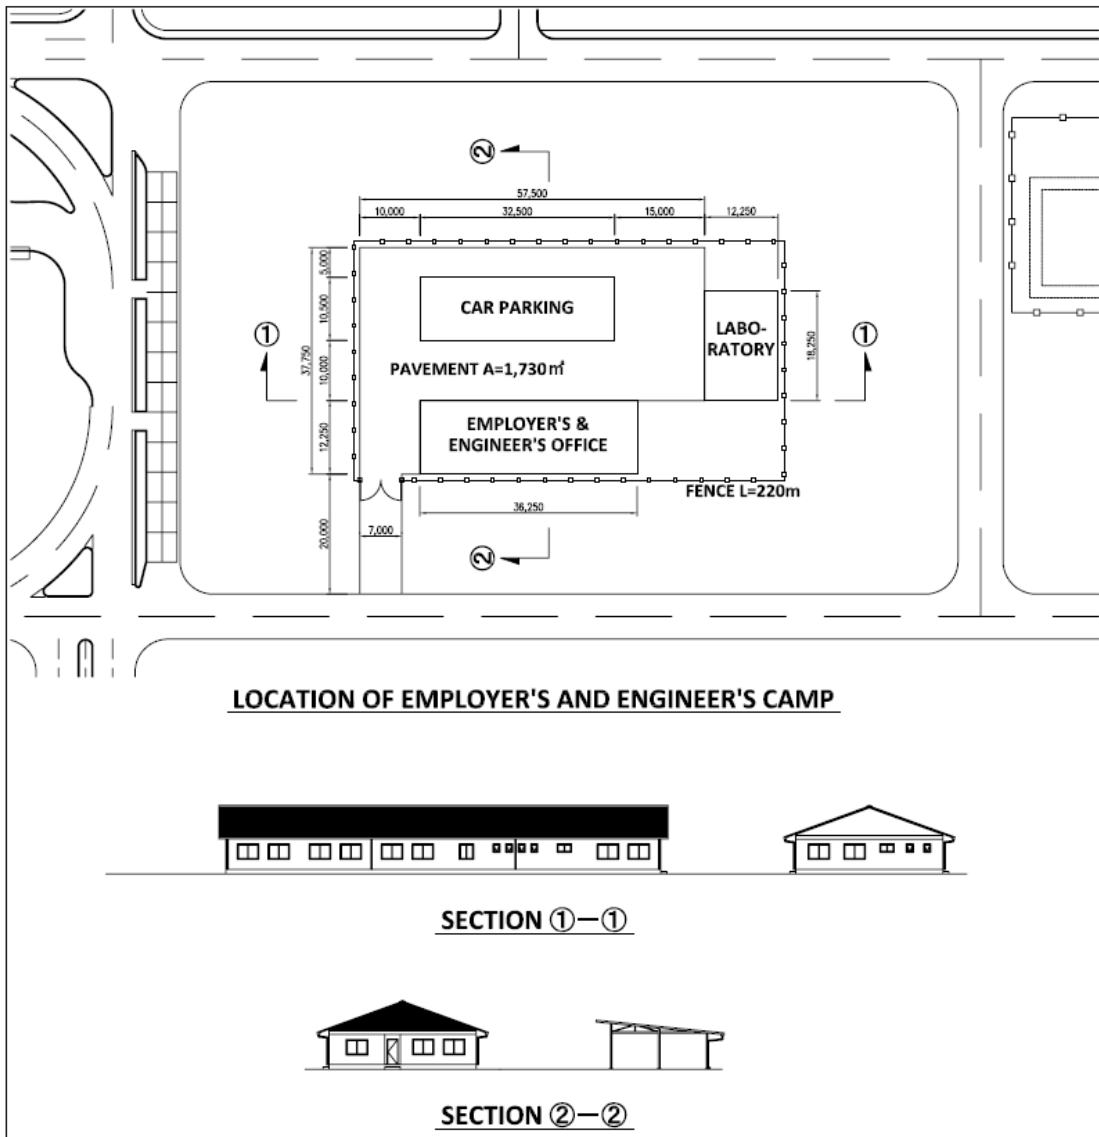 ②
57,500
10,000
32,500
15,000
12,250
5,000
10,500
37,750
10,000
12,250
20,000
CAR PARKING
①
LABO-
RATORY
18,250
①
PAVEMENT A=1,730㎡
EMPLOYER'S &
ENGINEER'S OFFICE
FENCE L=220m
36,250
7,000
②
LOCATION OF EMPLOYER'S AND ENGINEER'S CAMP
SECTION ①－①
SECTION ②－②